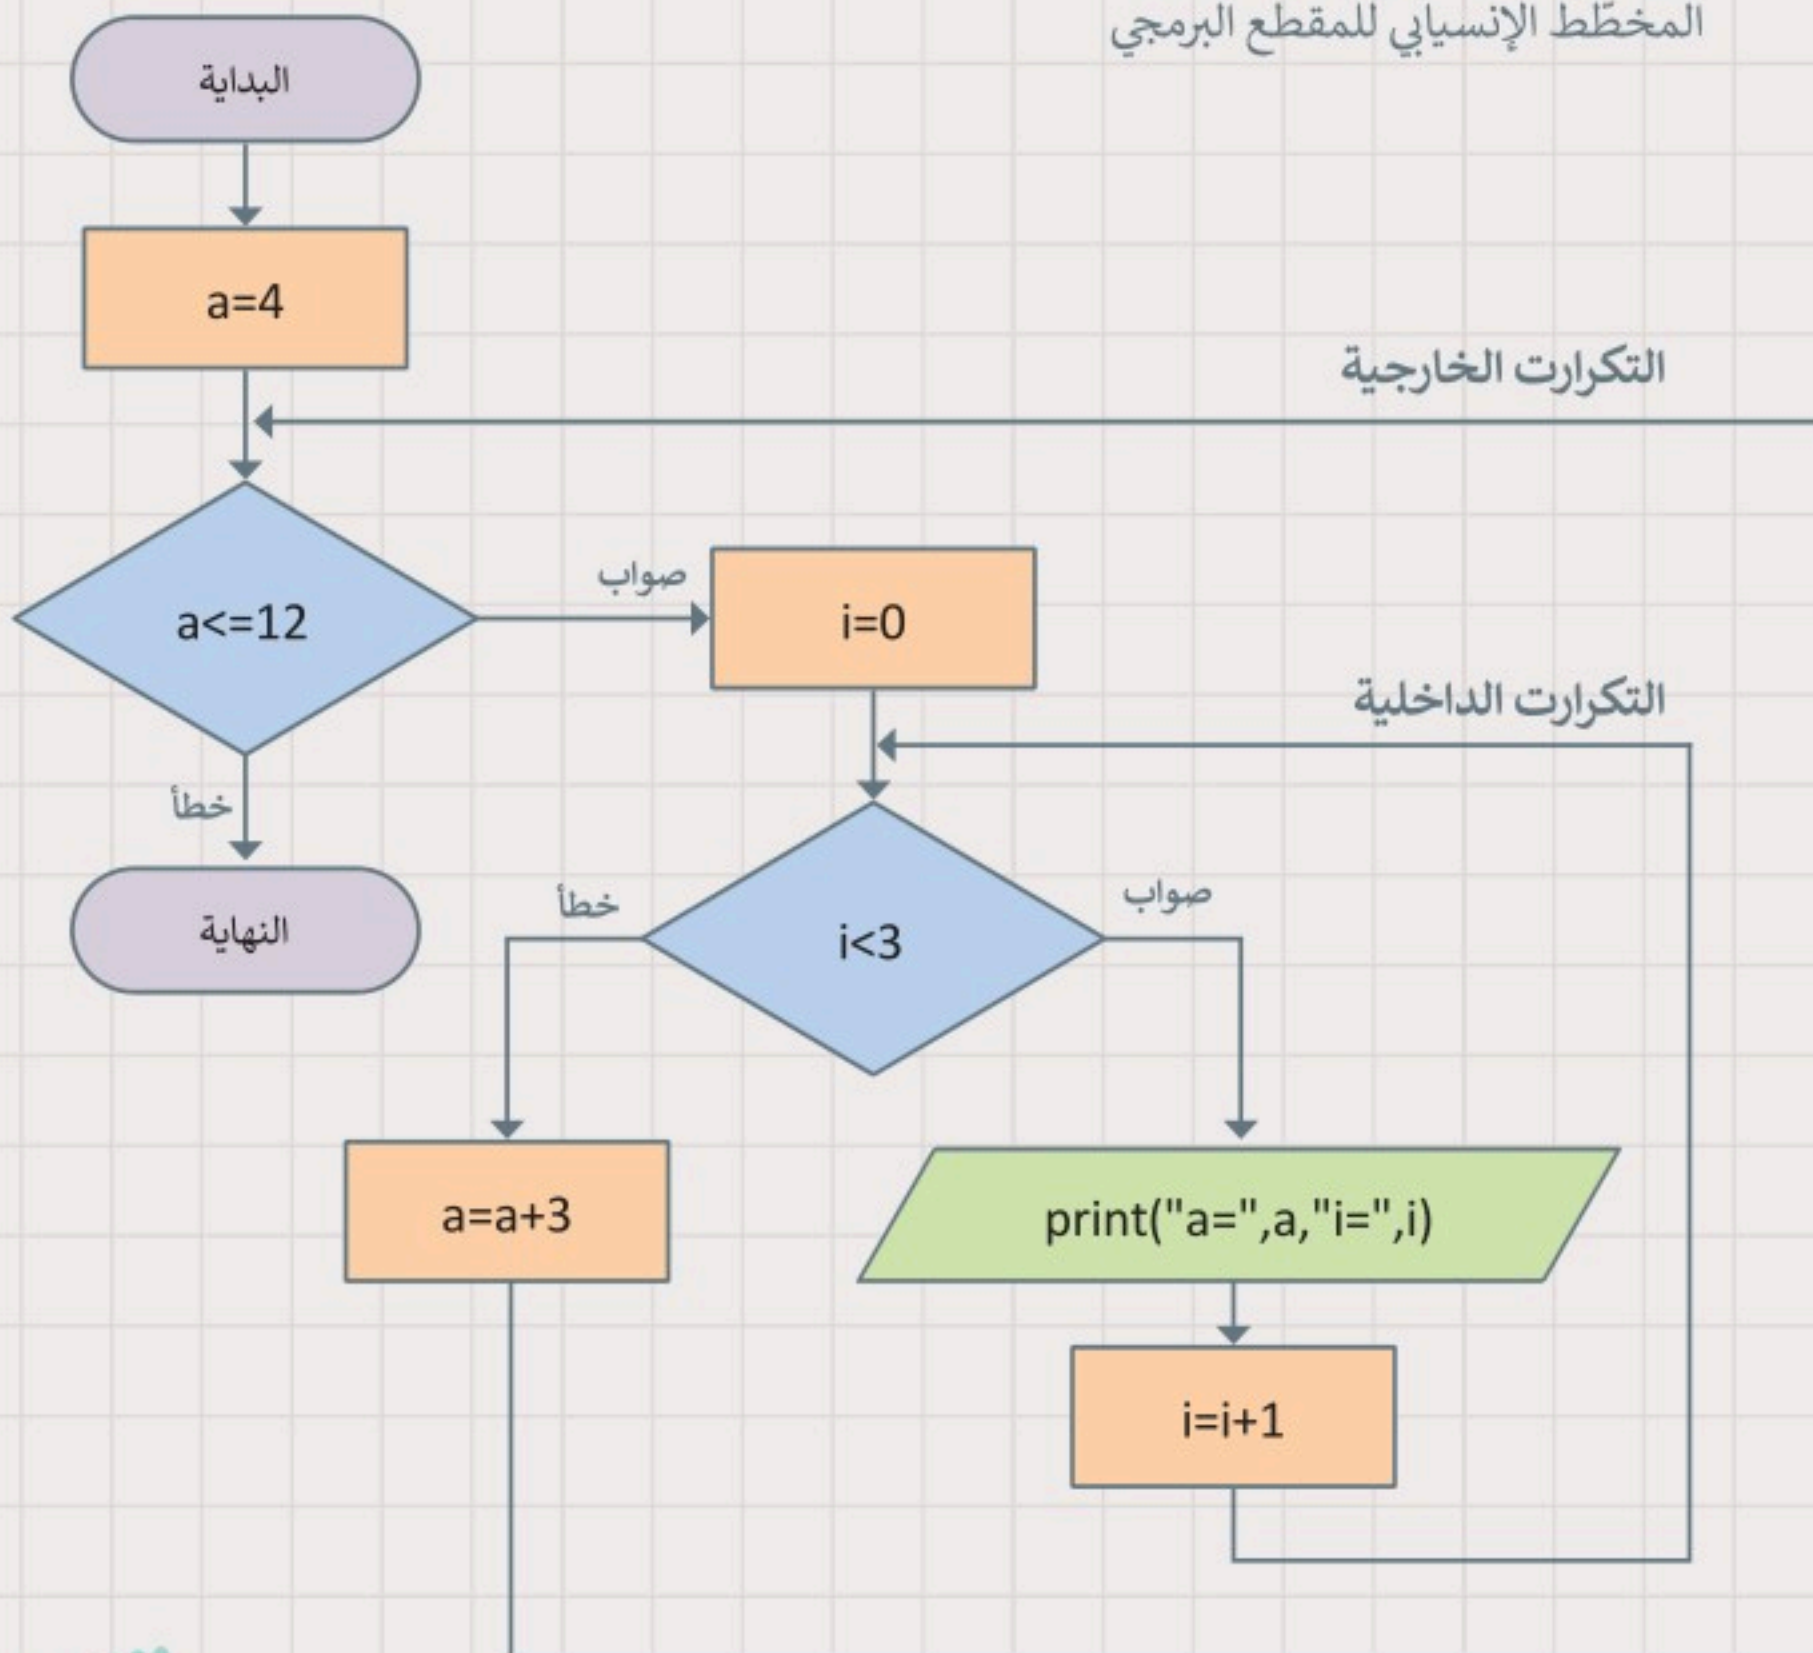 المخطّط الإنسيابي للمقطع البرمجي
البداية
a=4
التكرارت الخارجية
a<=12
صواب
i=0
التكرارت الداخلية
خطأ
النهاية
خطأ
i<3
صواب
a=a+3
print("a=",a,"i=",i)
i=i+1